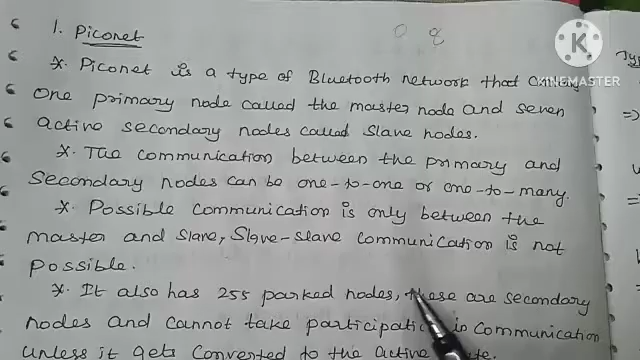 1. Piconet
*. Piconet is a type of Bluetooth network that
one primary node called the master node and seven
active secondary nodes called slave nodes.
*. The communication between the primary and
secondary nodes can be one-to-one or one-to-many.
*. Possible communication is only between the
master and slave, Slave-slave communication is not
possible.
*. It also has 255 parked nodes, these are secondary
nodes and cannot take participation in communication
unless it gets converted to the active
K
KINEMASTER